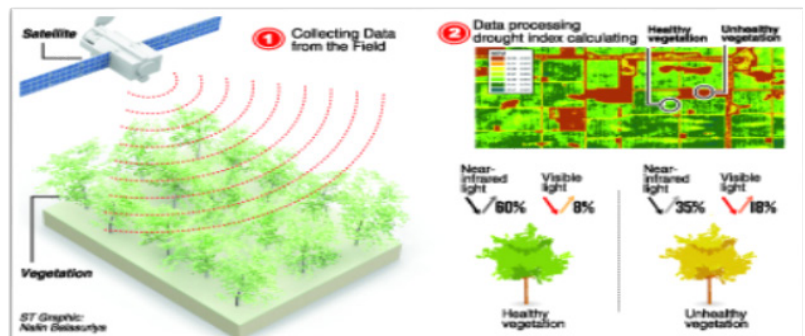 Satellite
1
Collecting Data
from the Field
Vegetation
ST Graphic:
Nalin Balasuriya
2
Data processing
drought index calculating
Healthy
vegetation
Unhealthy
vegetation
Near-
infrared
light
60%
Visible
light
8%
Healthy
vegetation
Near-
infrared
light
35%
Visible
light
18%
Unhealthy
vegetation